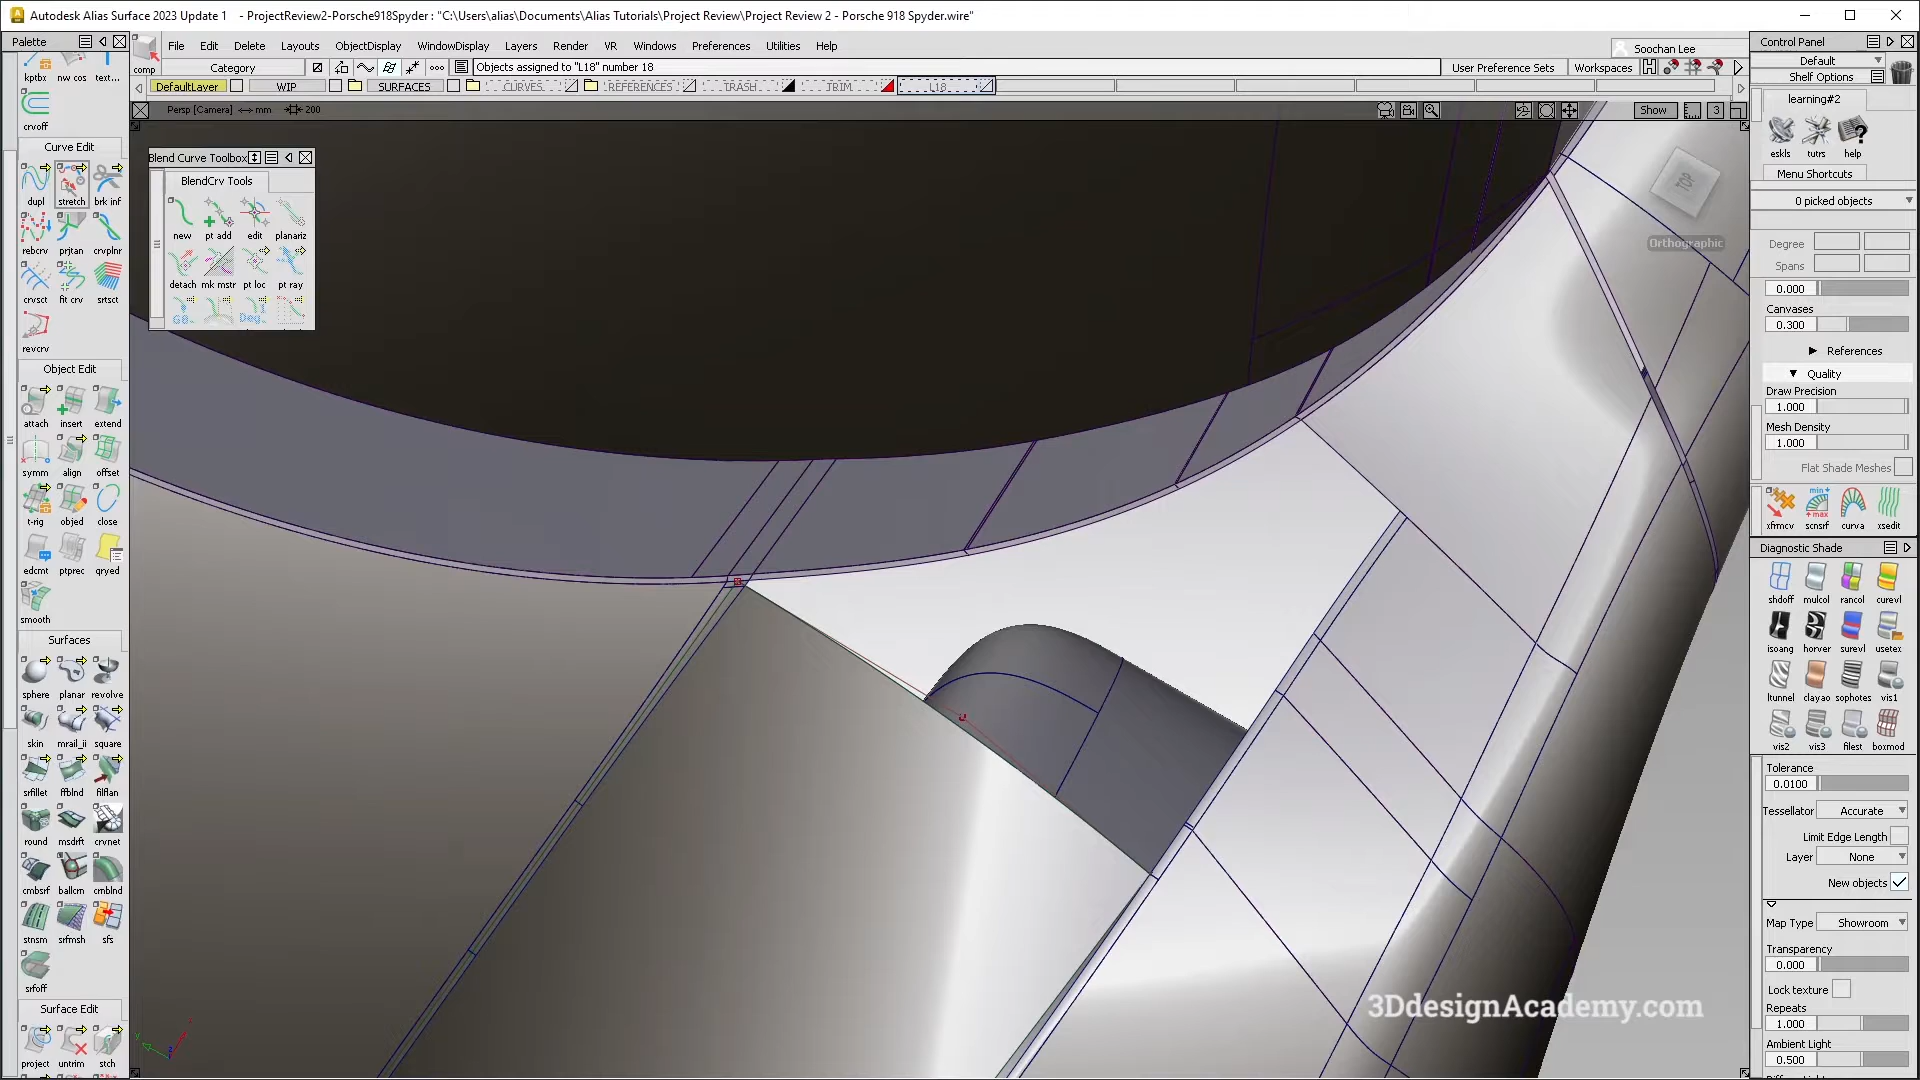 Autodesk Alias Surface 2023 Update 1 - ProjectReview2-Porsche918Spyder : "C:\Users\alias\Documents\Alias Tutorials\Project Review\Project Review 2 - Porsche 918 Spyder.wire"
Palette
Control Panel
File Edit Delete Layouts ObjectDisplay WindowDisplay Layers Render VR Windows Preferences Utilities Help
Soochan Lee
comp Category Objects assigned to "L18" number 18 User Preference Sets Workspaces
DefaultLayer WIP SURFACES CURVES REFERENCES TRASH TRIM L18
Persp [Camera] <-> mm 200 Show 3
kptbx nw cos text...
crvoff
Curve Edit
dupl stretch brk inf
rebcrv prjtan crvplnr
crvsct fit crv srtsct
revcrv
Object Edit
attach insert extend
symm align offset
t-rig objed close
edcmt ptprec qryed
smooth
Surfaces
sphere planar revolve
skin mrail_ii square
srfillet ffblnd filflan
round msdrft crvnet
cmbsrf ballcrn crnblnd
stnsm srfmsh sfs
srfoff
Surface Edit
project untrim stch
Blend Curve Toolbox
BlendCrv Tools
new pt add edit planariz
detach mk mstr pt loc pt ray
TOP
Orthographic
3DdesignAcademy.com
Default
Shelf Options
learning#2
eskls tutrs help
Menu Shortcuts
0 picked objects
Degree
Spans
0.000
Canvases
0.300
References
Quality
Draw Precision
1.000
Mesh Density
1.000
Flat Shade Meshes
xfrmcv scnsrf curva xsedit
Diagnostic Shade
shdoff mulcol rancol curevl
isoang horver surevl usetex
ltunnel clayao sophotes vis1
vis2 vis3 filest boxmod
Tolerance
0.0100
Tessellator Accurate
Limit Edge Length
Layer None
New objects
Map Type Showroom
Transparency
0.000
Lock texture
Repeats
1.000
Ambient Light
0.500